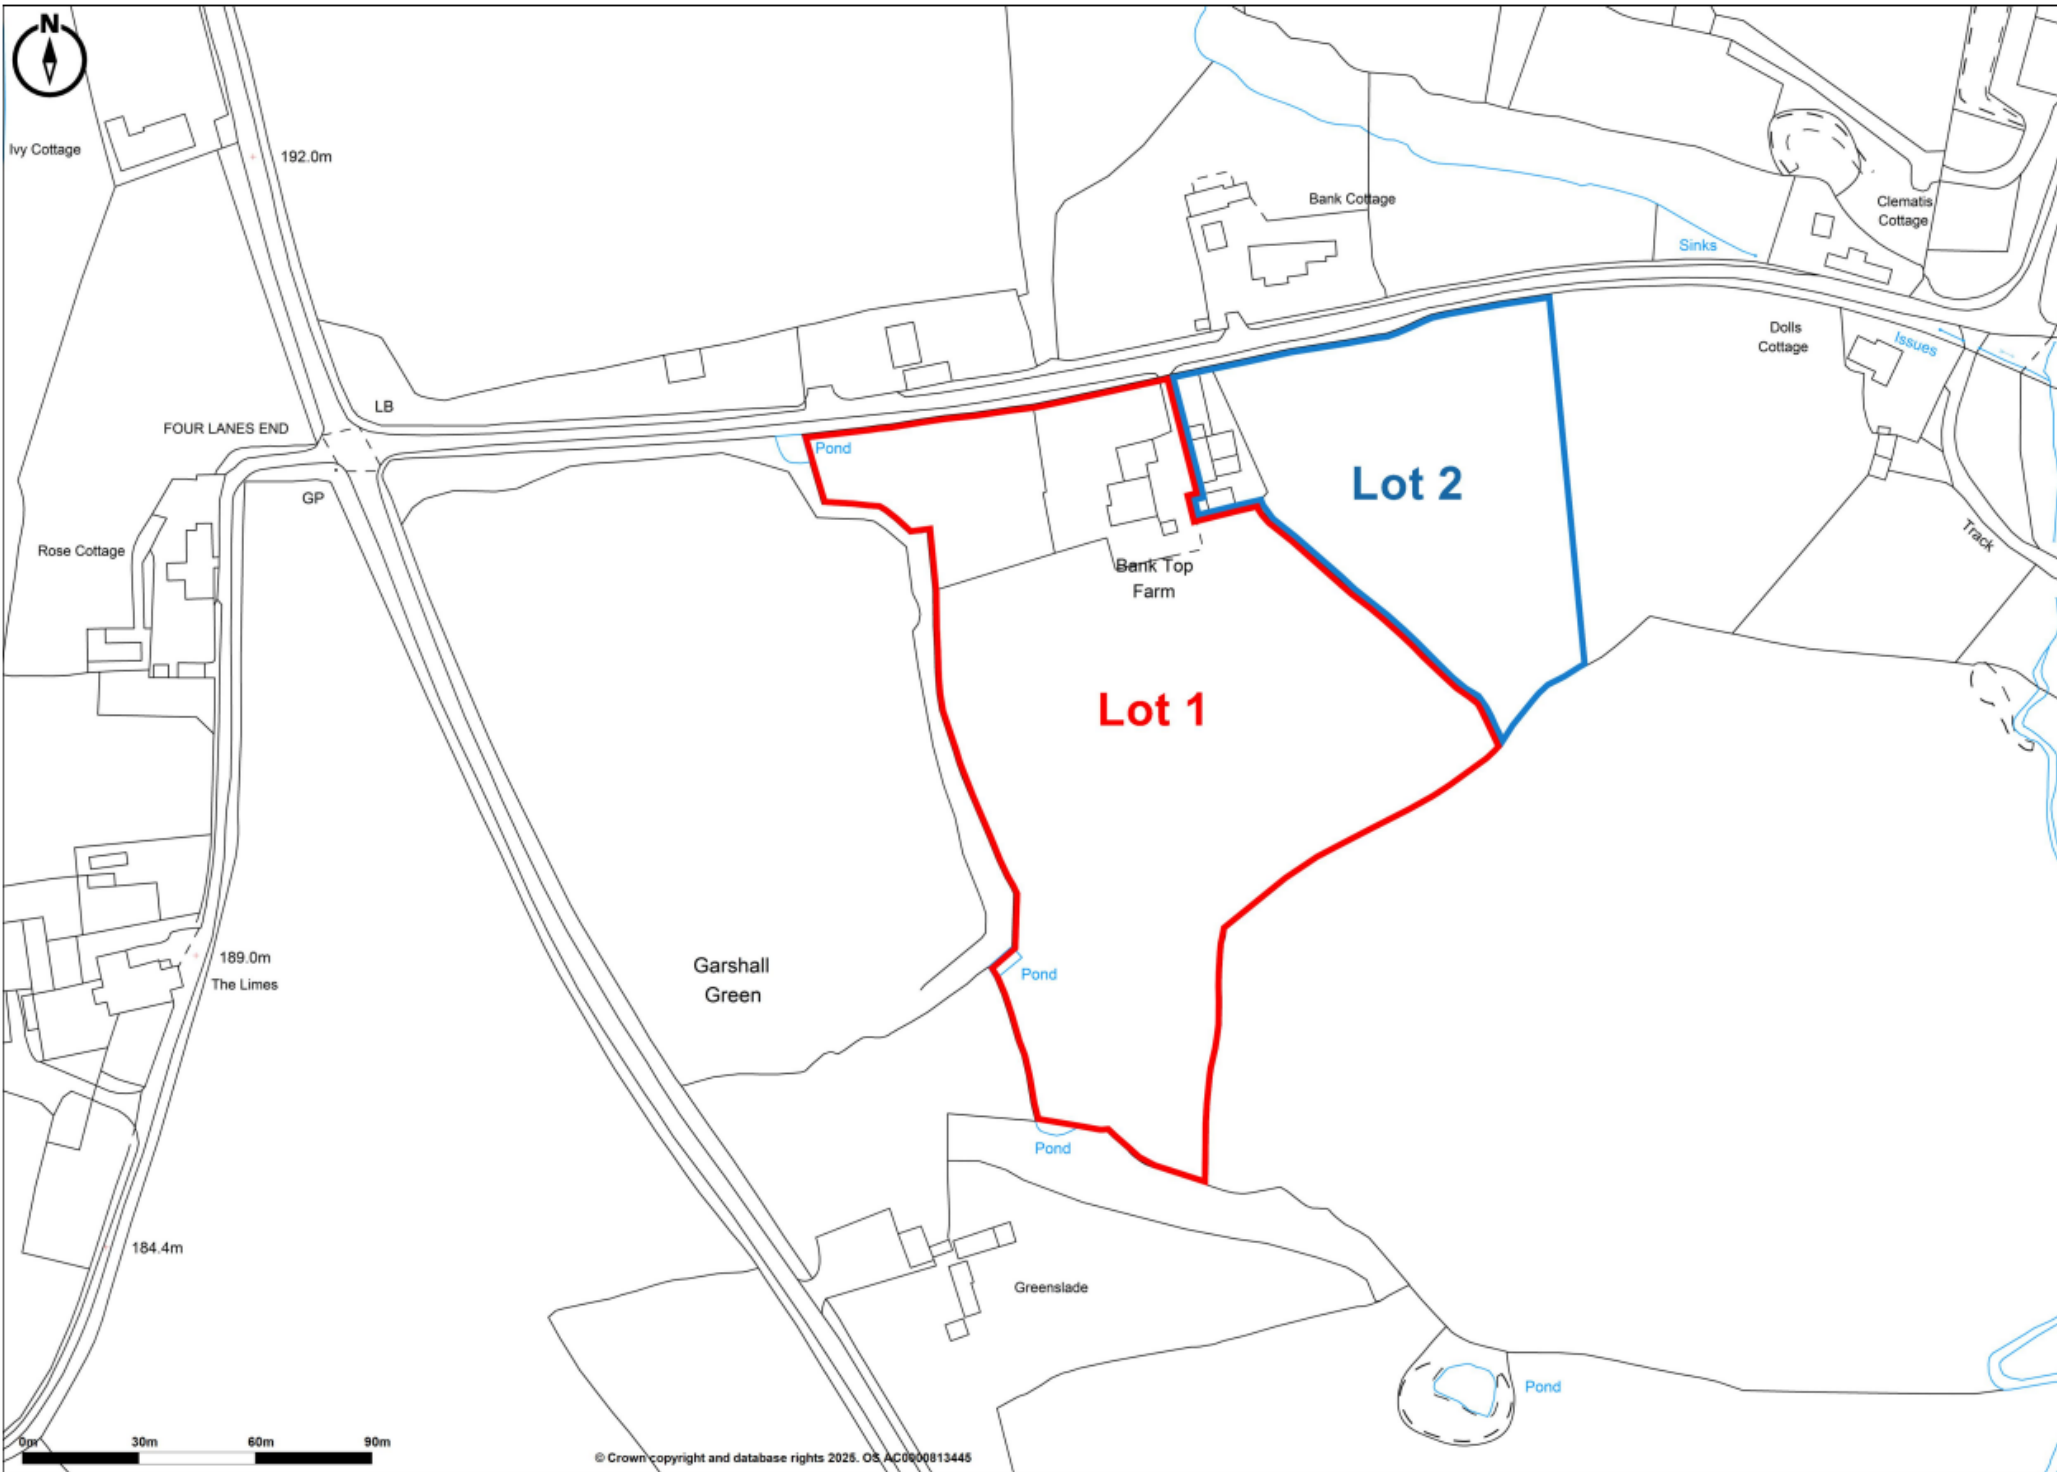 N
Ivy Cottage
192.0m
Bank Cottage
Clematis
Cottage
Sinks
Dolls
Cottage
Issues
LB
FOUR LANES END
Pond
GP
Lot 2
Rose Cottage
Track
Bank Top
Farm
Lot 1
Garshall
Green
189.0m
The Limes
Pond
Pond
184.4m
Greenslade
Pond
0m 30m 60m 90m
© Crown copyright and database rights 2025. OS AC0000813445